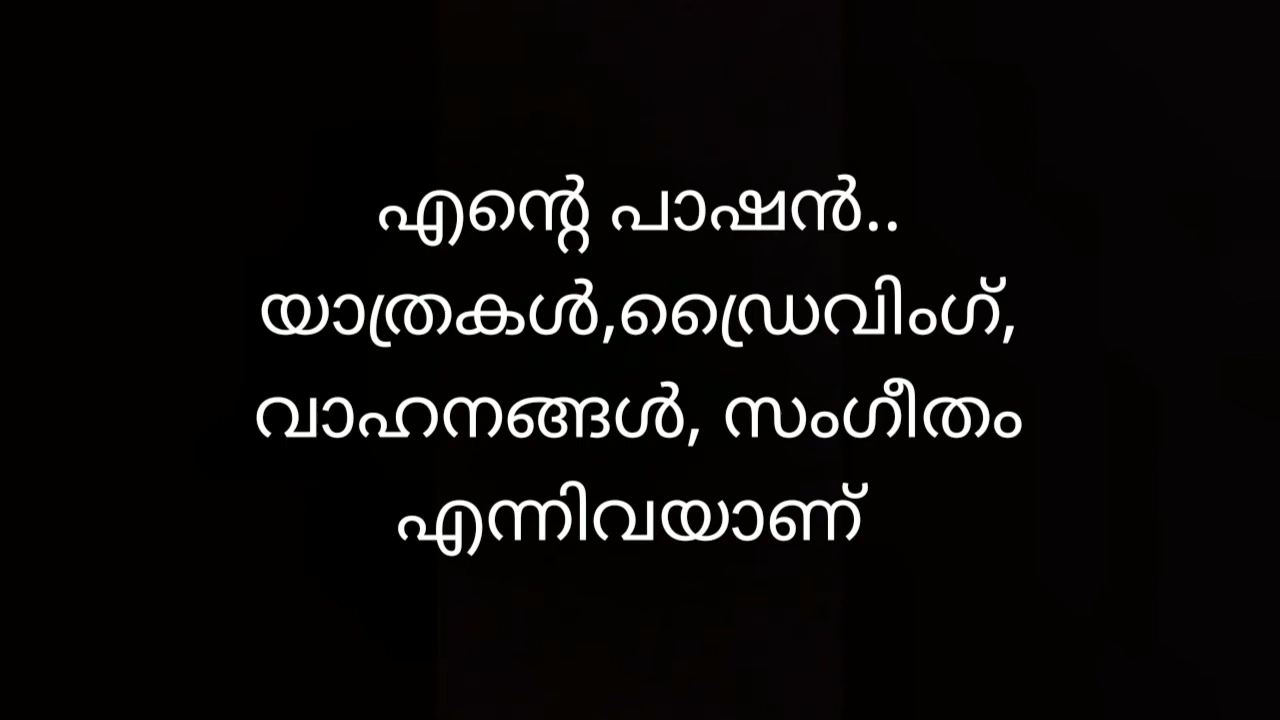 എന്റെ പാഷൻ..
യാത്രകൾ,ഡ്രൈവിംഗ്,
വാഹനങ്ങൾ, സംഗീതം
എന്നിവയാണ്